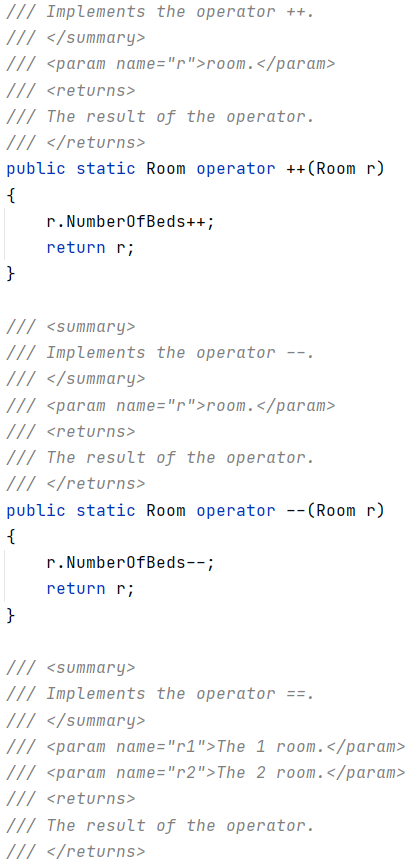 /// Implements the operator ++.
/// </summary>
/// <param name="r">room.</param>
/// <returns>
/// The result of the operator.
/// </returns>
public static Room operator ++(Room r)
{
    r.NumberOfBeds++;
    return r;
}

/// <summary>
/// Implements the operator --.
/// </summary>
/// <param name="r">room.</param>
/// <returns>
/// The result of the operator.
/// </returns>
public static Room operator --(Room r)
{
    r.NumberOfBeds--;
    return r;
}

/// <summary>
/// Implements the operator ==.
/// </summary>
/// <param name="r1">The 1 room.</param>
/// <param name="r2">The 2 room.</param>
/// <returns>
/// The result of the operator.
/// </returns>